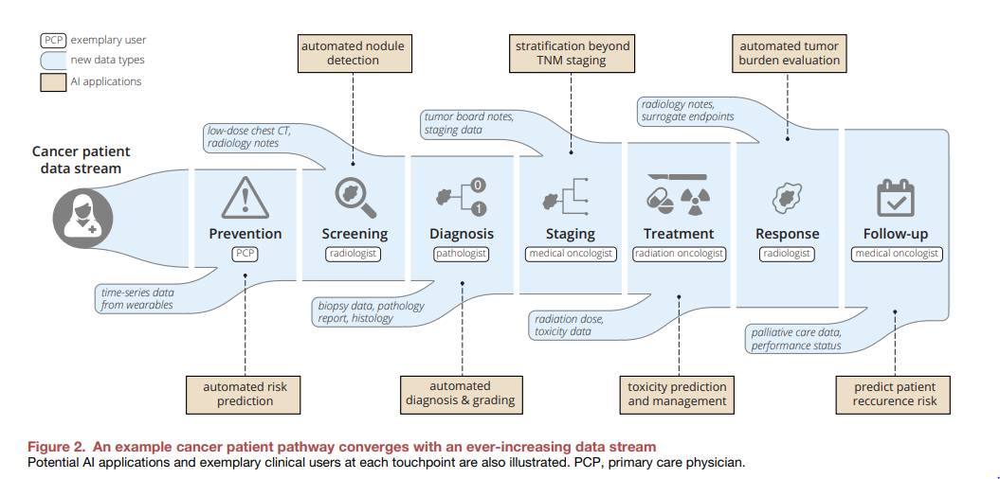 PCP exemplary user
new data types
AI applications
automated nodule
detection
stratification beyond
TNM staging
automated tumor
burden evaluation
low-dose chest CT,
radiology notes
tumor board notes,
staging data
radiology notes,
surrogate endpoints
Cancer patient
data stream
0
1
Prevention
Screening
Diagnosis
Staging
Treatment
Response
Follow-up
PCP
radiologist
pathologist
medical oncologist
radiation oncologist
radiologist
medical oncologist
time-series data
from wearables
biopsy data, pathology
report, histology
radiation dose,
toxicity data
palliative care data,
performance status
automated risk
prediction
automated
diagnosis & grading
toxicity prediction
and management
predict patient
reccurence risk
Figure 2. An example cancer patient pathway converges with an ever-increasing data stream
Potential AI applications and exemplary clinical users at each touchpoint are also illustrated. PCP, primary care physician.